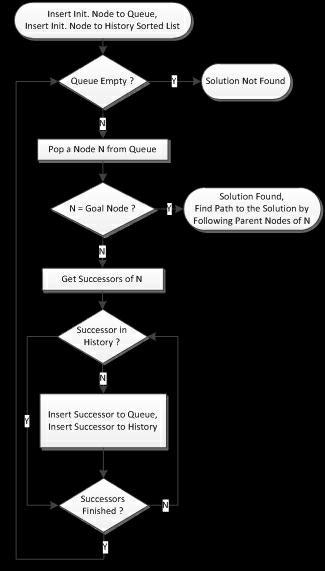 Insert Init. Node to Queue,
Insert Init. Node to History Sorted List
Queue Empty ?
Y
Solution Not Found
N
Pop a Node N from Queue
N = Goal Node ?
Y
Solution Found,
Find Path to the Solution by
Following Parent Nodes of N
N
Get Successors of N
Successor in
History ?
N
Y
Insert Successor to Queue,
Insert Successor to History
Successors
Finished ?
N
Y